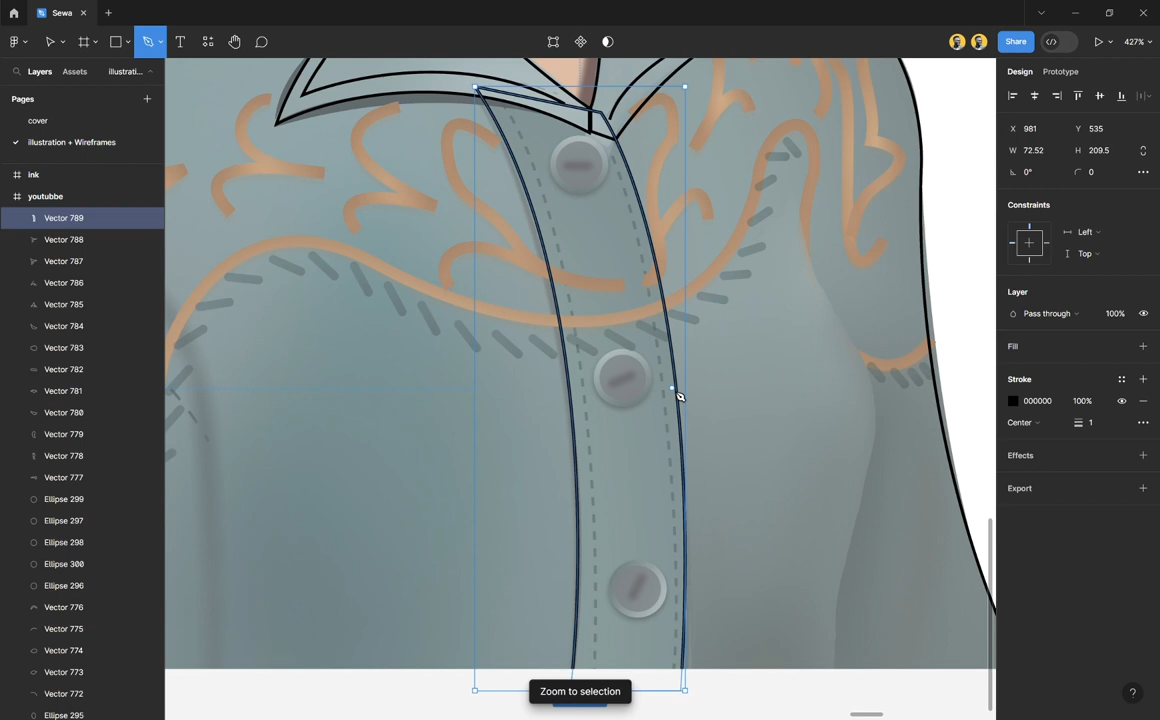 Sewa
Share
427%
Layers
Assets
illustrati...
Pages
cover
illustration + Wireframes
ink
youtubbe
Vector 789
Vector 788
Vector 787
Vector 786
Vector 785
Vector 784
Vector 783
Vector 782
Vector 781
Vector 780
Vector 779
Vector 778
Vector 777
Ellipse 299
Ellipse 297
Ellipse 298
Ellipse 300
Ellipse 296
Vector 776
Vector 775
Vector 774
Vector 773
Vector 772
Ellipse 295
Zoom to selection
Design Prototype
X 981 Y 535
W 72.52 H 209.5
0° 0
Constraints
Left
Top
Layer
Pass through 100%
Fill
Stroke
000000 100%
Center 1
Effects
Export
?